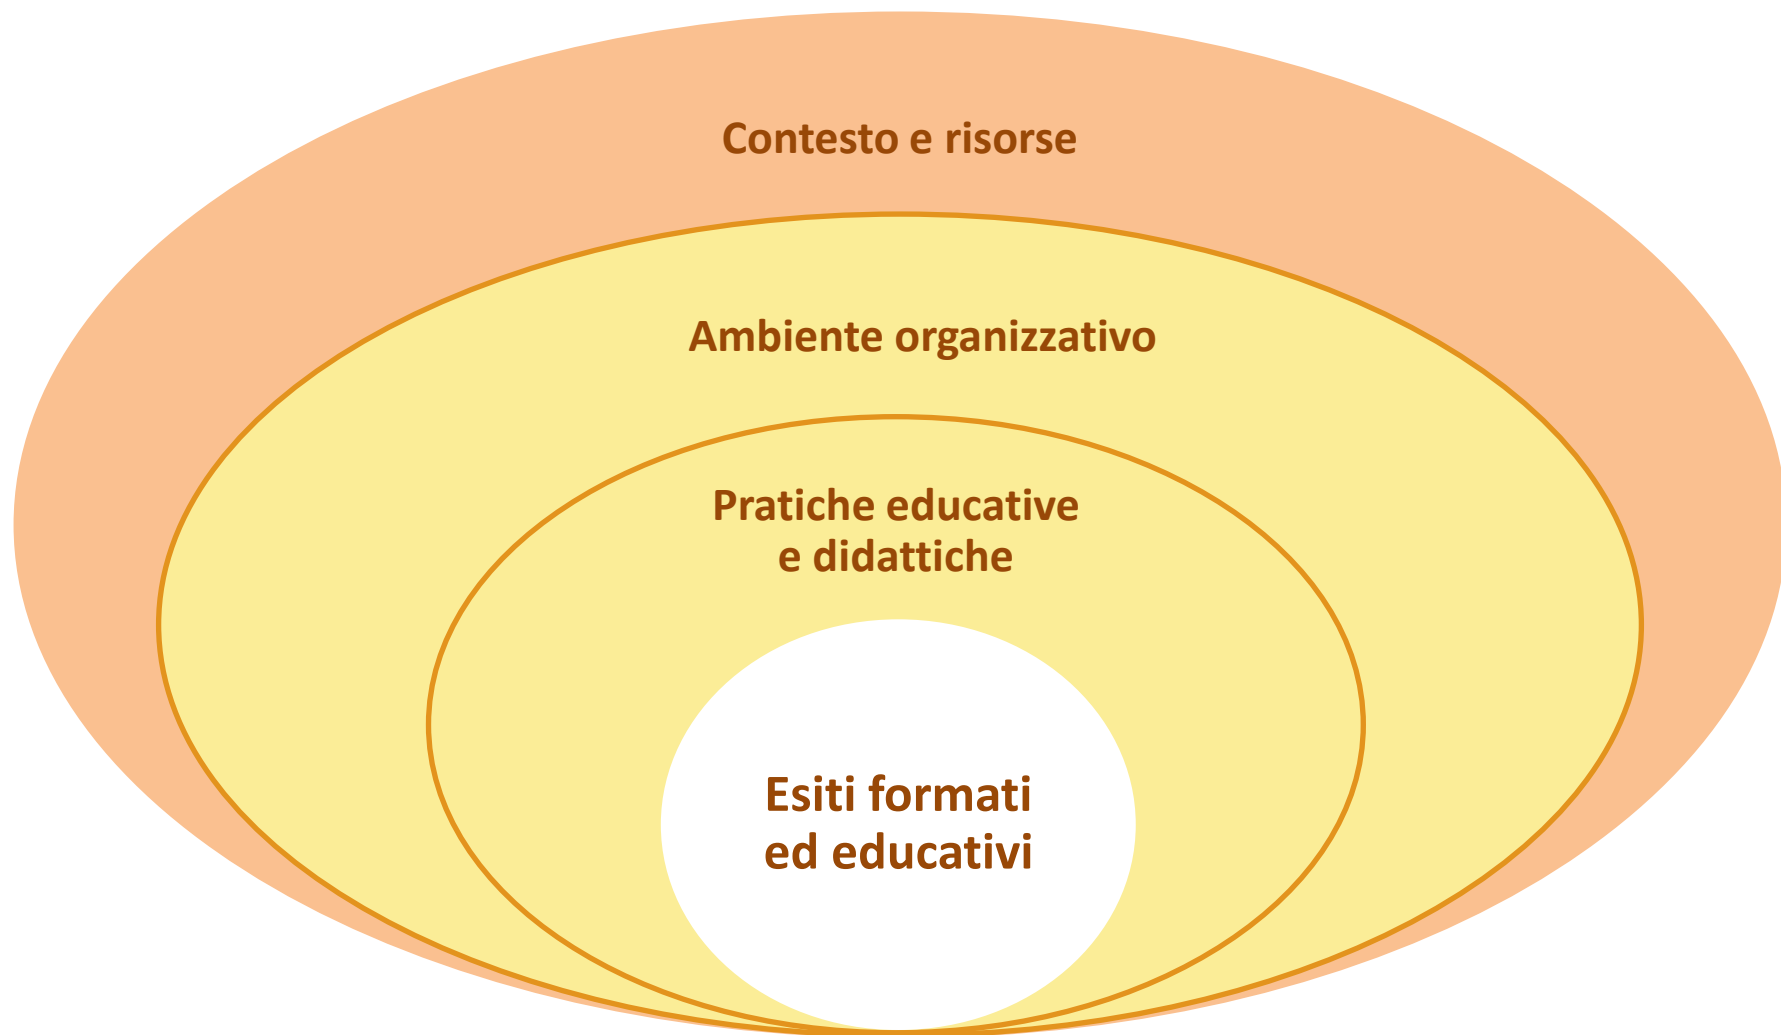 Contesto e risorse
Ambiente organizzativo
Pratiche educative
e didattiche
Esiti formati
ed educativi